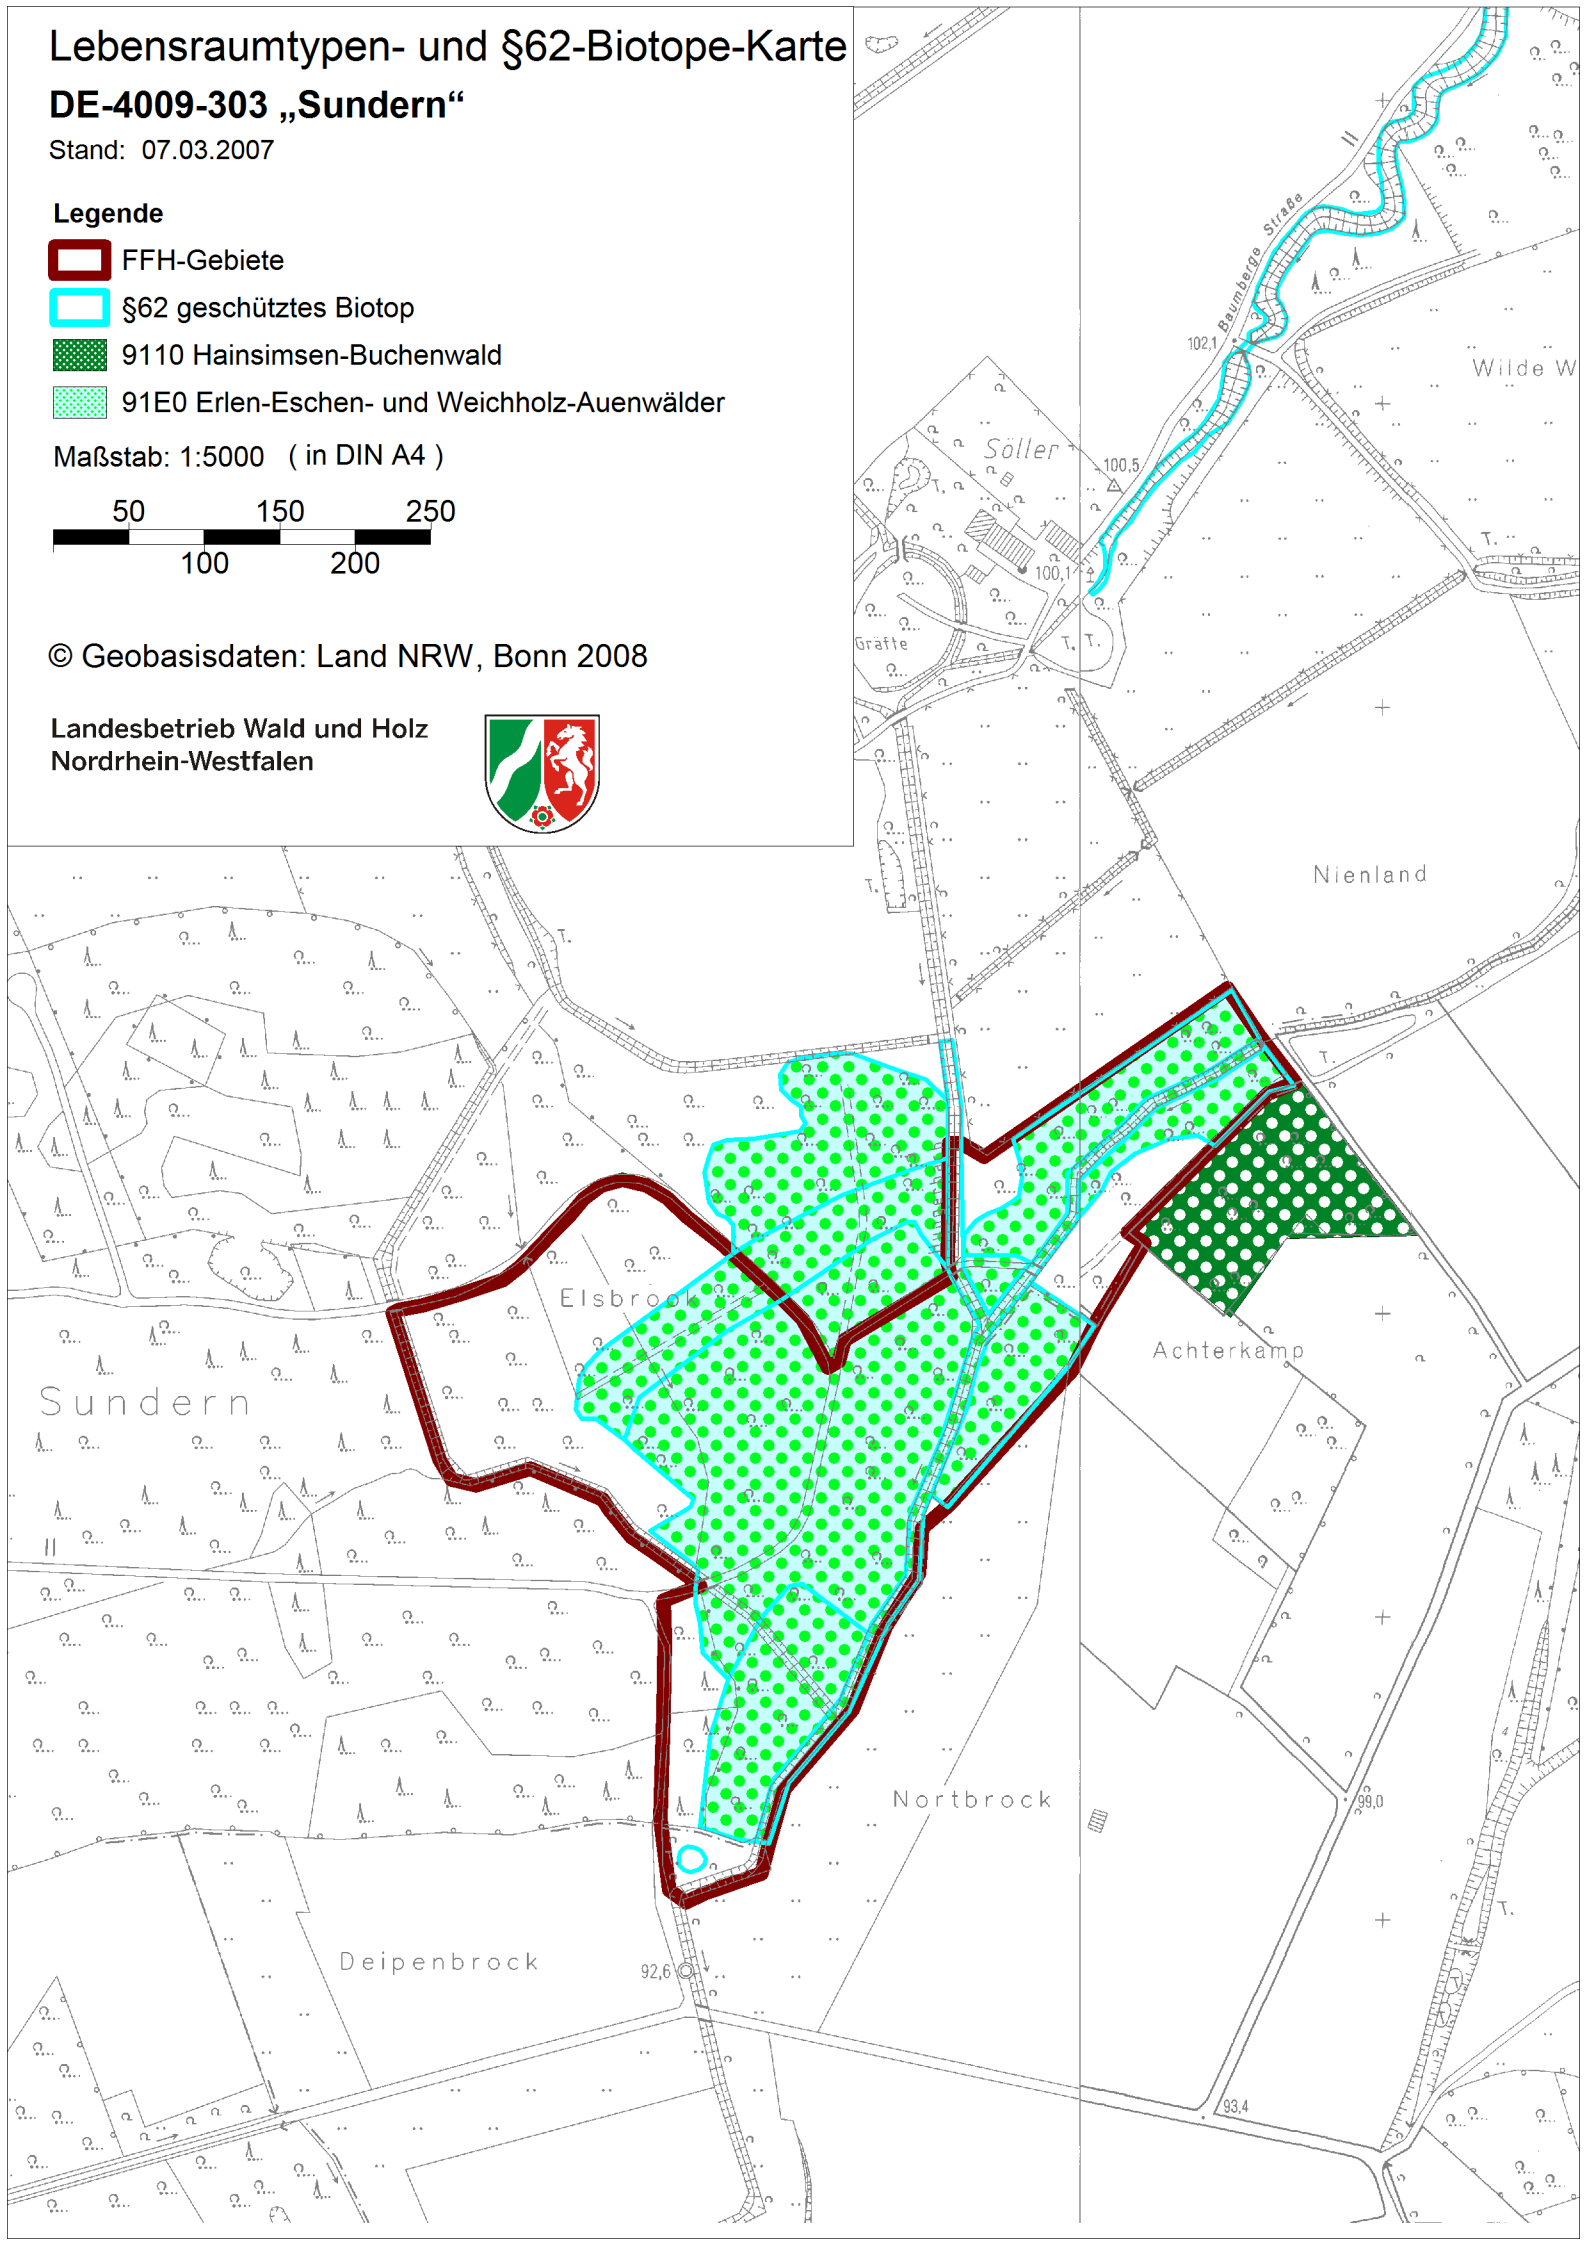 Lebensraumtypen- und §62-Biotope-Karte
DE-4009-303 „Sundern“
Stand: 07.03.2007
Legende
FFH-Gebiete
§62 geschütztes Biotop
9110 Hainsimsen-Buchenwald
91E0 Erlen-Eschen- und Weichholz-Auenwälder
Maßstab: 1:5000 ( in DIN A4 )
50 150 250
100 200
© Geobasisdaten: Land NRW, Bonn 2008
Landesbetrieb Wald und Holz
Nordrhein-Westfalen
Baumberge Straße
102,1
Wilde W
Söller
100,5
T.
T.
100,1
Gräfte
T. T.
T.
Nienland
T.
T.
Elsbrook
Achterkamp
Sundern
Nortbrock
4
99,0
T.
Deipenbrock
92,6
93,4